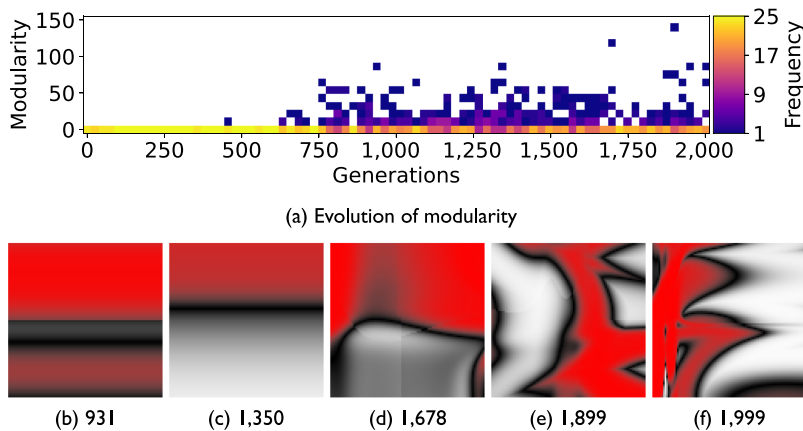 150
100
50
0
Modularity
0 250 500 750 1,000 1,250 1,500 1,750 2,000
Generations
25
17
9
1
Frequency
(a) Evolution of modularity
(b) 931 (c) 1,350 (d) 1,678 (e) 1,899 (f) 1,999